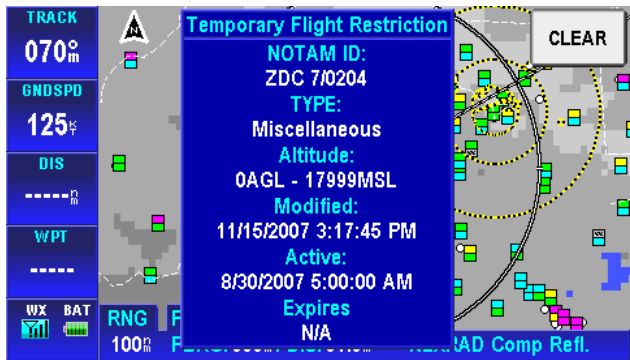 TRACK
070°m
GNDSPD
125kt
DIS
-----nm
WPT
-----
WX BAT
Temporary Flight Restriction
NOTAM ID:
ZDC 7/0204
TYPE:
Miscellaneous
Altitude:
0AGL - 17999MSL
Modified:
11/15/2007 3:17:45 PM
Active:
8/30/2007 5:00:00 AM
Expires
N/A
CLEAR
N
RNG
100nm
Comp Refl.